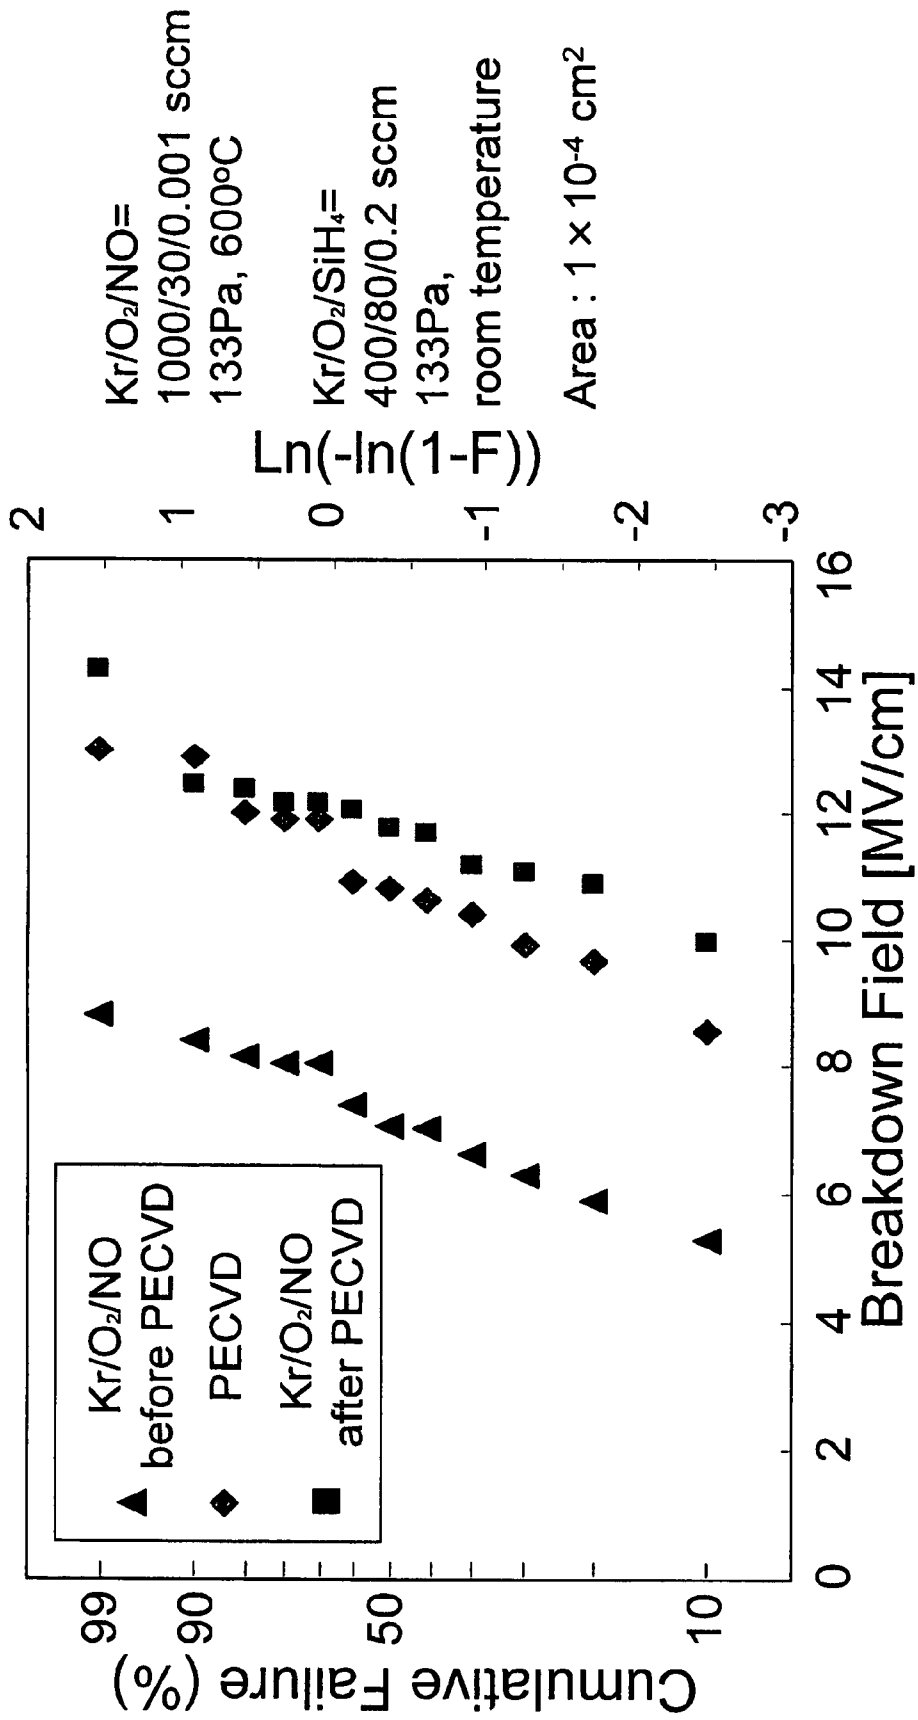 Cumulative Failure (%)
99
90
50
10
Kr/O₂/NO
before PECVD
PECVD
Kr/O₂/NO
after PECVD
0
2
4
6
8
10
12
14
16
Breakdown Field [MV/cm]
2
1
0
-1
-2
-3
Ln(-ln(1-F))
Kr/O₂/NO=
1000/30/0.001 sccm
133Pa, 600°C
Kr/O₂/SiH₄=
400/80/0.2 sccm
133Pa,
room temperature
Area : 1 × 10⁻⁴ cm²